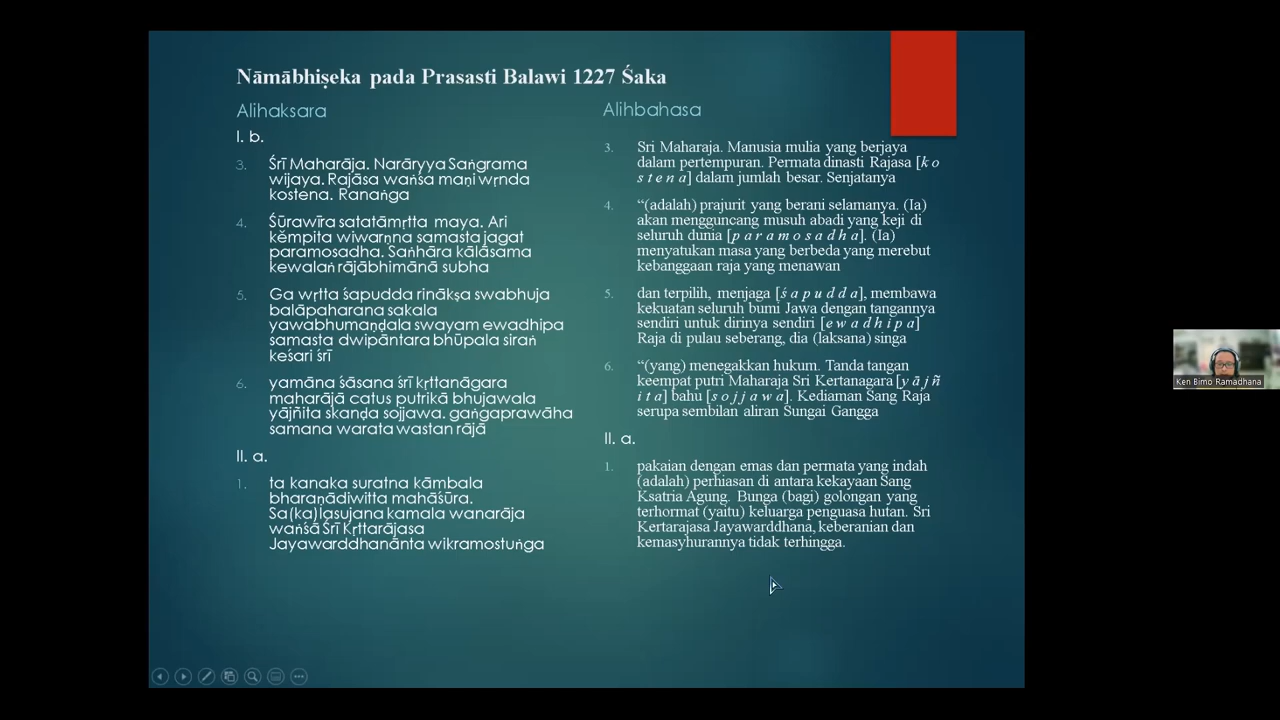 Nāmābhiṣeka pada Prasasti Balawi 1227 Śaka
Alihaksara
I. b.
3. Śrī Maharāja. Narāryya Saṅgrama
wijaya. Rajāsa waṅśa maṇi wṛnda
kostena. Ranaṅga
4. Śūrawīra satatāmṛtta maya. Ari
kĕmpita wiwarṇna samasta jagat
paramosadha. Saṅhāra kālāsama
kewalaṅ rājābhimānā subha
5. Ga wṛtta śapudda rinākṣa swabhuja
balāpaharana sakala
yawabhumaṇḍala swayam ewadhipa
samasta dwipāntara bhūpala siraṅ
keśari śrī
6. yamāna śāsana śrī kṛttanāgara
maharājā catus putrikā bhujawala
yājñita skanḍa sojjawa. gaṅgaprawāha
samana warata wastan rājā
II. a.
1. ta kanaka suratna kāmbala
bharaṇādiwitta mahāśūra.
Sa(ka)lasujana kamala wanarāja
waṅśā Śrī Kṛttarājasa
Jayawarddhanānta wikramostuṅga
Alihbahasa
3. Sri Maharaja. Manusia mulia yang berjaya
dalam pertempuran. Permata dinasti Rajasa [k o
s t e n a] dalam jumlah besar. Senjatanya
4. “(adalah) prajurit yang berani selamanya. (Ia)
akan mengguncang musuh abadi yang keji di
seluruh dunia [p a r a m o s a d h a]. (Ia)
menyatukan masa yang berbeda yang merebut
kebanggaan raja yang menawan
5. dan terpilih, menjaga [ś a p u d d a], membawa
kekuatan seluruh bumi Jawa dengan tangannya
sendiri untuk dirinya sendiri [e w a d h i p a]
Raja di pulau seberang, dia (laksana) singa
6. “(yang) menegakkan hukum. Tanda tangan
keempat putri Maharaja Sri Kertanagara [y ā j ñ
i t a] bahu [s o j j a w a]. Kediaman Sang Raja
serupa sembilan aliran Sungai Gangga
II. a.
1. pakaian dengan emas dan permata yang indah
(adalah) perhiasan di antara kekayaan Sang
Ksatria Agung. Bunga (bagi) golongan yang
terhormat (yaitu) keluarga penguasa hutan. Sri
Kertarajasa Jayawarddhana, keberanian dan
kemasyhurannya tidak terhingga.
Ken Bimo Ramadhana